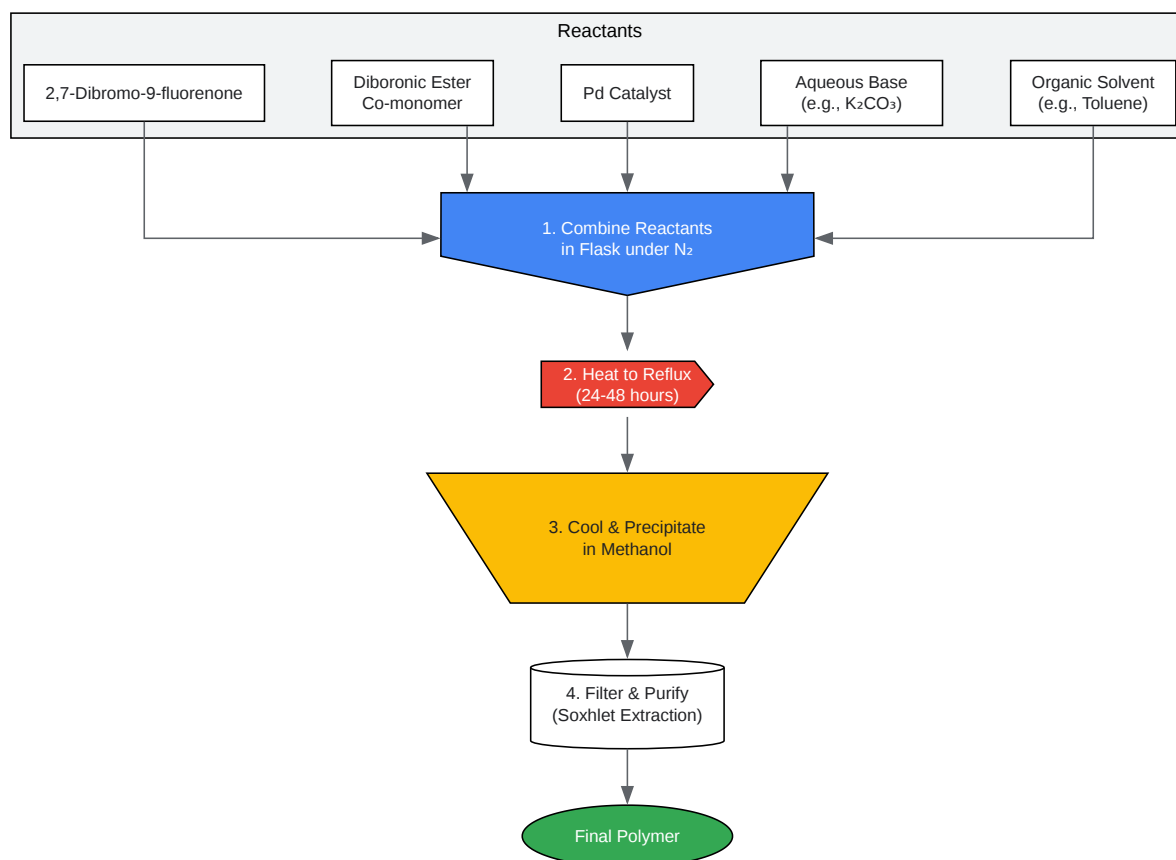 Reactants
2,7-Dibromo-9-fluorenone
Diboronic Ester
Co-monomer
Pd Catalyst
Aqueous Base
(e.g., K₂CO₃)
Organic Solvent
(e.g., Toluene)
1. Combine Reactants
in Flask under N₂
2. Heat to Reflux
(24-48 hours)
3. Cool & Precipitate
in Methanol
4. Filter & Purify
(Soxhlet Extraction)
Final Polymer